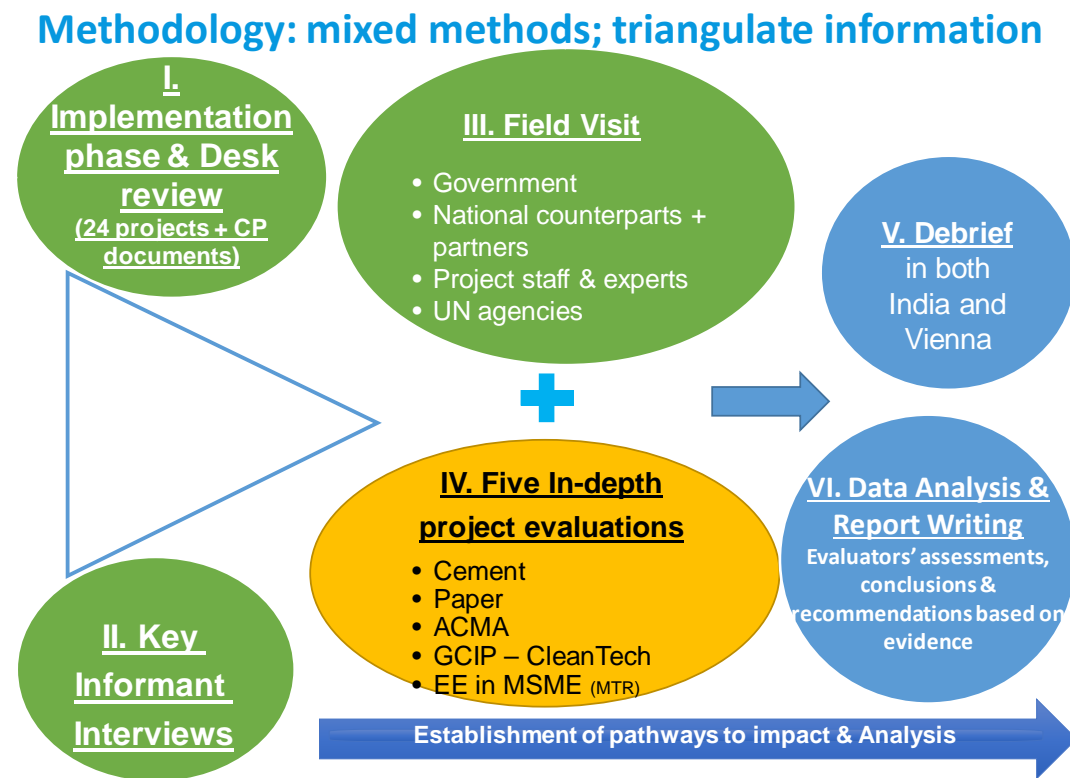 Methodology: mixed methods; triangulate information
I.
Implementation
phase & Desk
review
(24 projects + CP
documents)
II. Key
Informant
Interviews
III. Field Visit
• Government
• National counterparts +
partners
• Project staff & experts
• UN agencies
IV. Five In-depth
project evaluations
• Cement
• Paper
• ACMA
• GCIP – CleanTech
• EE in MSME (MTR)
V. Debrief
in both
India and
Vienna
VI. Data Analysis &
Report Writing
Evaluators' assessments,
conclusions &
recommendations based on
evidence
Establishment of pathways to impact & Analysis